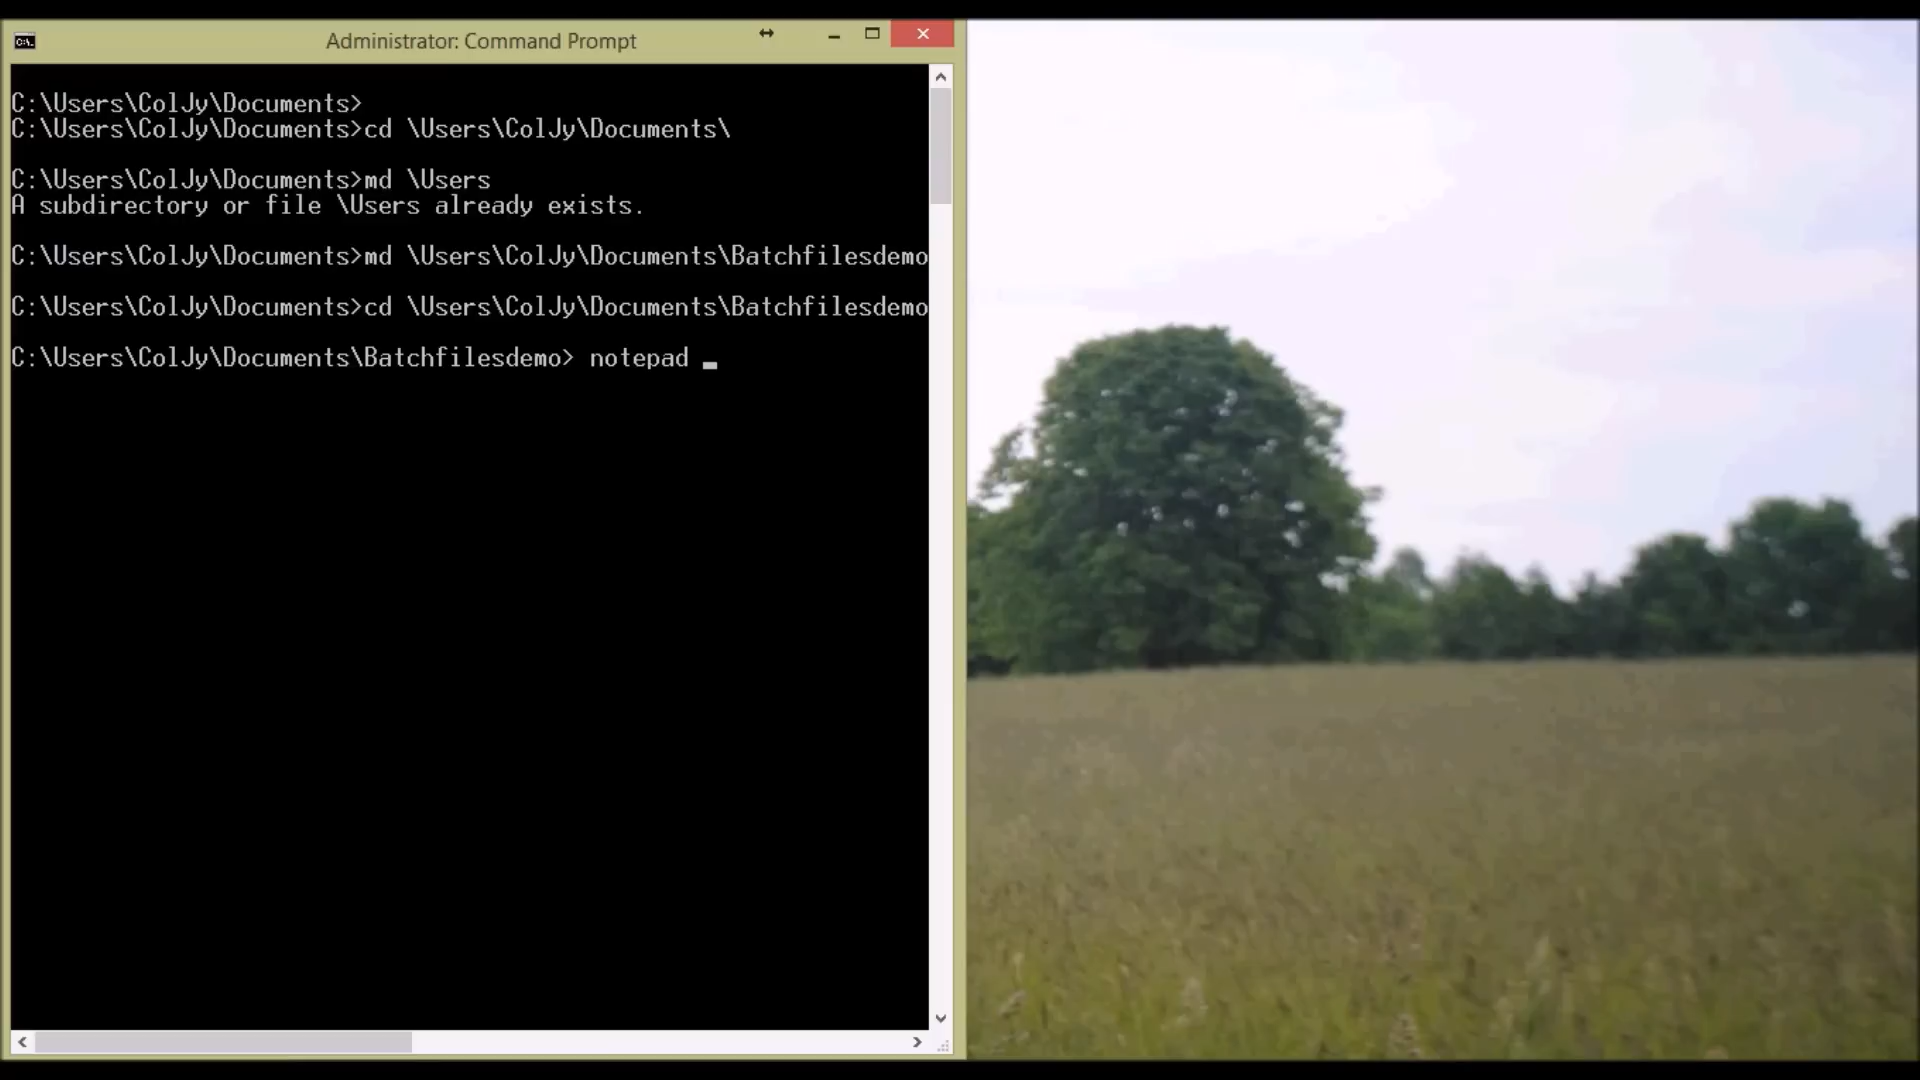 Administrator: Command Prompt
C:\Users\ColJy\Documents>
C:\Users\ColJy\Documents>cd \Users\ColJy\Documents\
C:\Users\ColJy\Documents>md \Users
A subdirectory or file \Users already exists.
C:\Users\ColJy\Documents>md \Users\ColJy\Documents\Batchfilesdemo
C:\Users\ColJy\Documents>cd \Users\ColJy\Documents\Batchfilesdemo
C:\Users\ColJy\Documents\Batchfilesdemo> notepad _